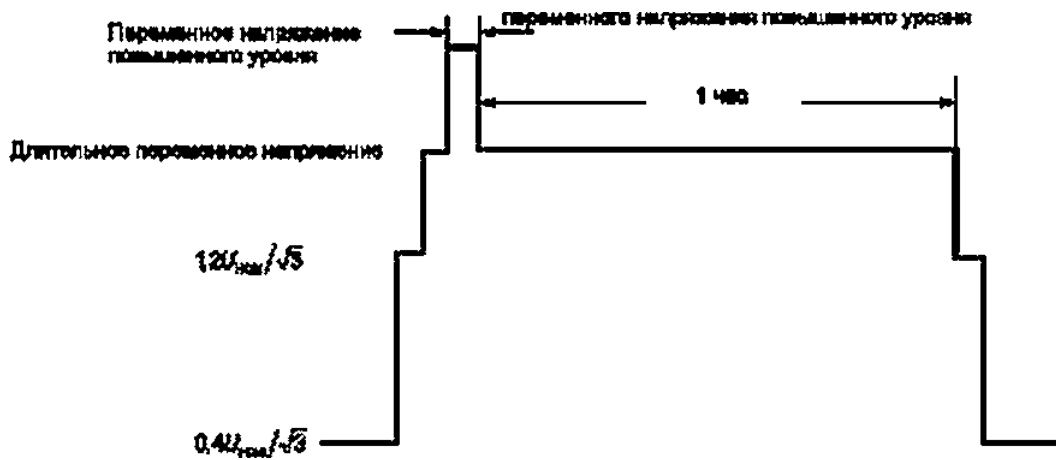 переменного напряжения повышенного уровня
Переменное напряжение
повышенного уровня
1 час
Длительное переменное напряжение
1,2Uном/√3
0,4Uном/√3